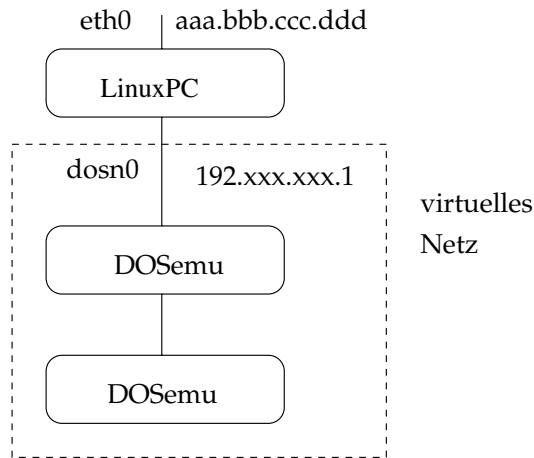 eth0 aaa.bbb.ccc.ddd
LinuxPC
dosn0 192.xxx.xxx.1
virtuelles
Netz
DOSemu
DOSemu